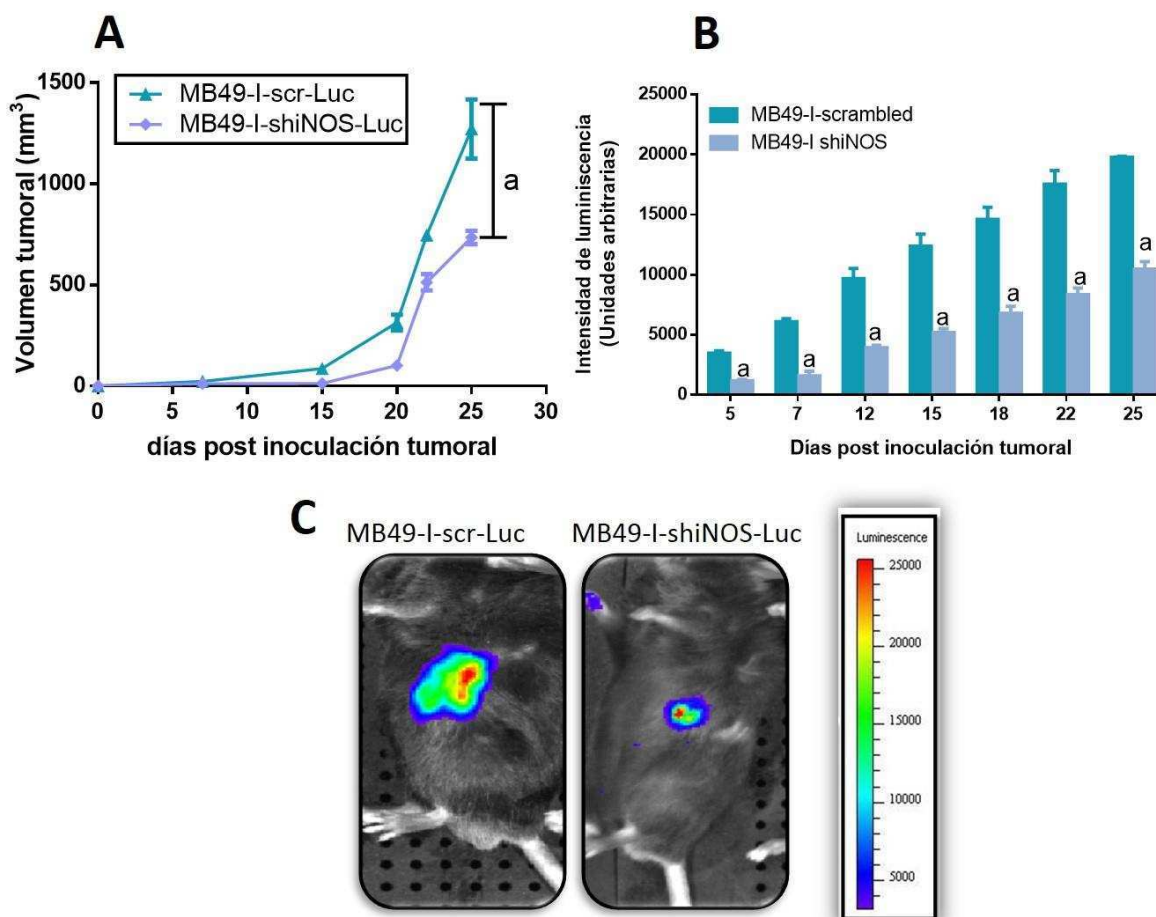 A
Volumen tumoral (mm³)
1500
1000
500
0
MB49-I-scr-Luc
MB49-I-shiNOS-Luc
a
0 5 10 15 20 25 30
días post inoculación tumoral
B
Intensidad de luminiscencia
(Unidades arbitrarias)
25000
20000
15000
10000
5000
0
MB49-I-scrambled
MB49-I shiNOS
a a a a a a a
5 7 12 15 18 22 25
Días post inoculación tumoral
C
MB49-I-scr-Luc
MB49-I-shiNOS-Luc
Luminescence
25000
20000
15000
10000
5000